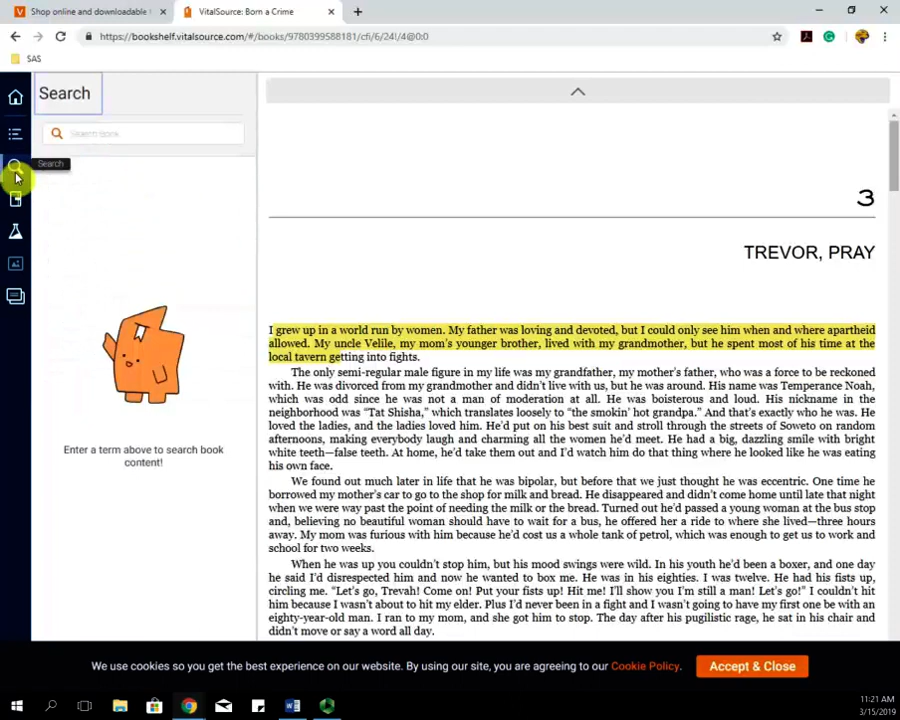 Shop online and downloadable
VitalSource: Born a Crime
https://bookshelf.vitalsource.com/#/books/9780399588181/cfi/6/24!/4@0:0
SAS
Search
Search book
Search
Enter a term above to search book
content!
3
TREVOR, PRAY
I grew up in a world run by women. My father was loving and devoted, but I could only see him when and where apartheid
allowed. My uncle Velile, my mom's younger brother, lived with my grandmother, but he spent most of his time at the
local tavern getting into fights.
The only semi-regular male figure in my life was my grandfather, my mother's father, who was a force to be reckoned
with. He was divorced from my grandmother and didn't live with us, but he was around. His name was Temperance Noah,
which was odd since he was not a man of moderation at all. He was boisterous and loud. His nickname in the
neighborhood was “Tat Shisha,” which translates loosely to “the smokin' hot grandpa.” And that's exactly who he was. He
loved the ladies, and the ladies loved him. He'd put on his best suit and stroll through the streets of Soweto on random
afternoons, making everybody laugh and charming all the women he'd meet. He had a big, dazzling smile with bright
white teeth—false teeth. At home, he'd take them out and I'd watch him do that thing where he looked like he was eating
his own face.
We found out much later in life that he was bipolar, but before that we just thought he was eccentric. One time he
borrowed my mother's car to go to the shop for milk and bread. He disappeared and didn't come home until late that night
when we were way past the point of needing the milk or the bread. Turned out he'd passed a young woman at the bus stop
and, believing no beautiful woman should have to wait for a bus, he offered her a ride to where she lived—three hours
away. My mom was furious with him because he'd cost us a whole tank of petrol, which was enough to get us to work and
school for two weeks.
When he was up you couldn't stop him, but his mood swings were wild. In his youth he'd been a boxer, and one day
he said I'd disrespected him and now he wanted to box me. He was in his eighties. I was twelve. He had his fists up,
circling me. “Let's go, Trevah! Come on! Put your fists up! Hit me! I'll show you I'm still a man! Let's go!” I couldn't hit
him because I wasn't about to hit my elder. Plus I'd never been in a fight and I wasn't going to have my first one be with an
eighty-year-old man. I ran to my mom, and she got him to stop. The day after his pugilistic rage, he sat in his chair and
didn't move or say a word all day.
We use cookies so you get the best experience on our website. By using our site, you are agreeing to our Cookie Policy.
Accept & Close
11:21 AM
3/15/2019